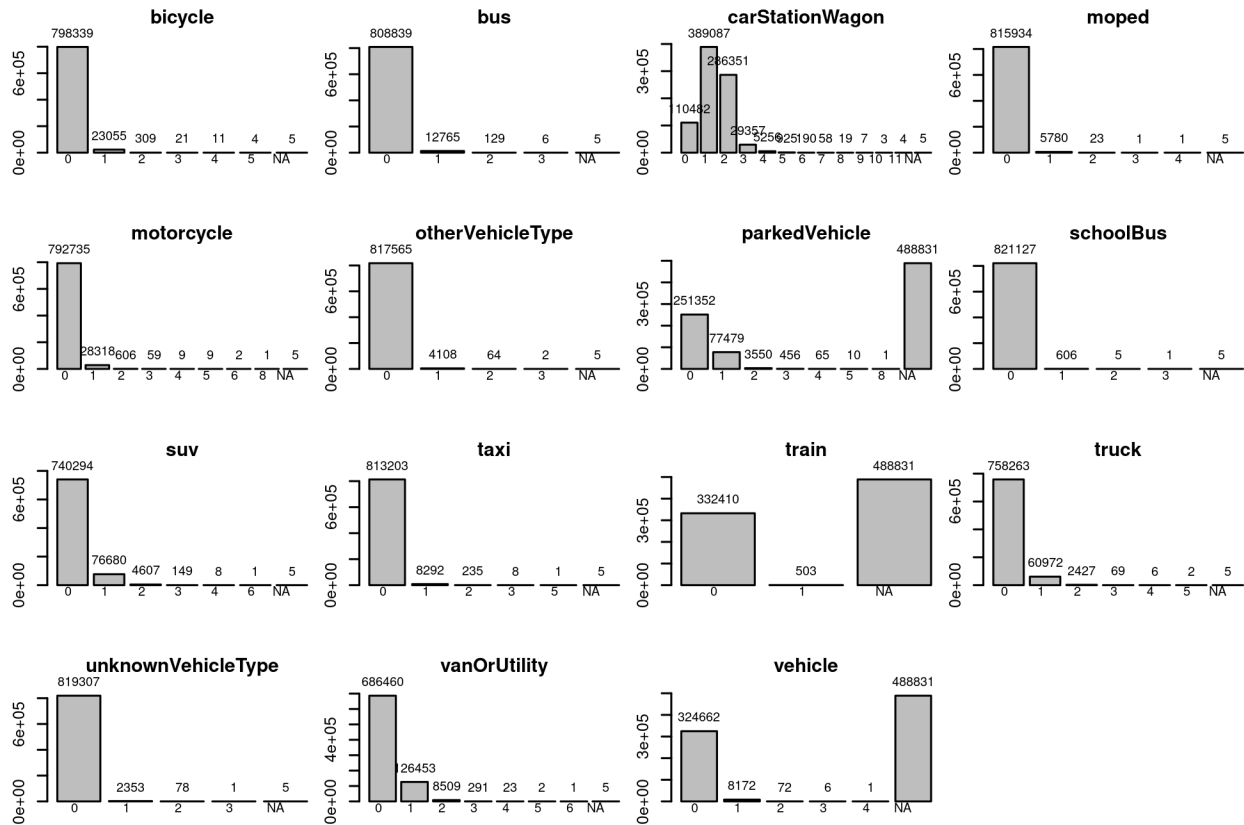 bicycle
798339 23055 309 21 11 4 5
0e+00 6e+05
0 1 2 3 4 5 NA
bus
808839 12765 129 6 5
0e+00 6e+05
0 1 2 3 NA
carStationWagon
110482 389087 286351 29357 5256 925 190 58 19 7 3 4 5
0e+00 3e+05
0 1 2 3 4 5 6 7 8 9 10 11 NA
moped
815934 5780 23 1 1 5
0e+00 6e+05
0 1 2 3 4 NA
motorcycle
792735 28318 606 59 9 9 2 1 5
0e+00 6e+05
0 1 2 3 4 5 6 8 NA
otherVehicleType
817565 4108 64 2 5
0e+00 6e+05
0 1 2 3 NA
parkedVehicle
251352 77479 3550 456 65 10 1 488831
0e+00 3e+05
0 1 2 3 4 5 8 NA
schoolBus
821127 606 5 1 5
0e+00 6e+05
0 1 2 3 NA
suv
740294 76680 4607 149 8 1 5
0e+00 6e+05
0 1 2 3 4 6 NA
taxi
813203 8292 235 8 1 5
0e+00 6e+05
0 1 2 3 5 NA
train
332410 503 488831
0e+00 3e+05
0 1 NA
truck
758263 60972 2427 69 6 2 5
0e+00 6e+05
0 1 2 3 4 5 NA
unknownVehicleType
819307 2353 78 1 5
0e+00 6e+05
0 1 2 3 NA
vanOrUtility
686460 126453 8509 291 23 2 1 5
0e+00 4e+05
0 1 2 3 4 5 6 NA
vehicle
324662 8172 72 6 1 488831
0e+00 3e+05
0 1 2 3 4 NA